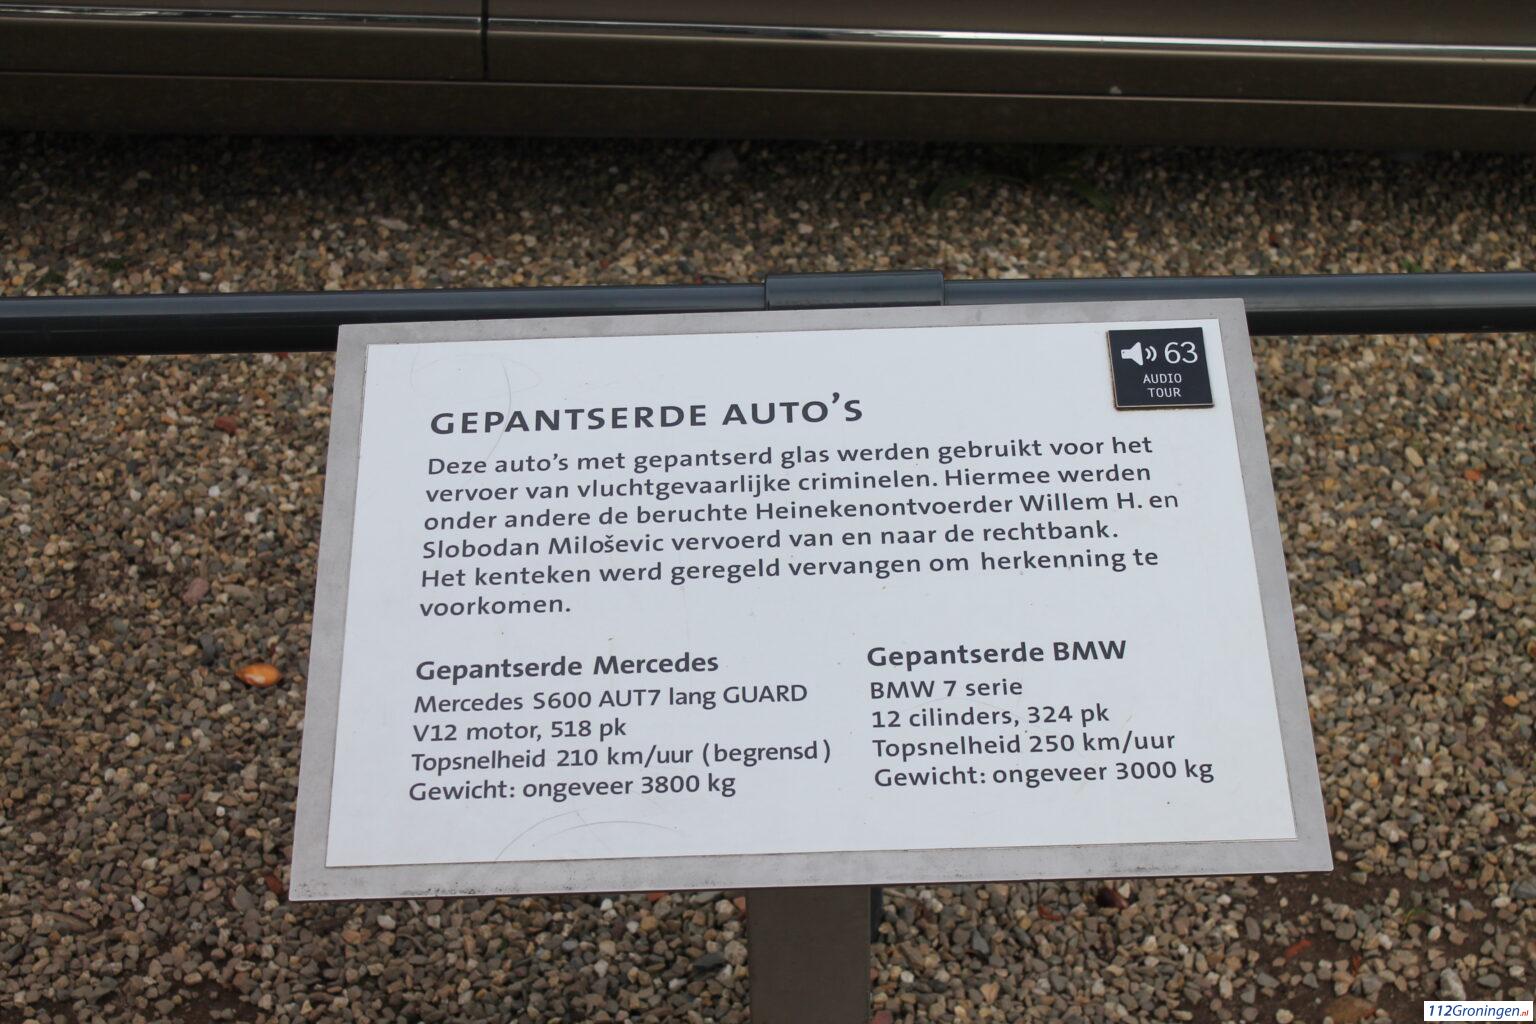 63
AUDIO
TOUR
GEPANTSERDE AUTO'S
Deze auto's met gepantserd glas werden gebruikt voor het
vervoer van vluchtgevaarlijke criminelen. Hiermee werden
onder andere de beruchte Heinekenontvoerder Willem H. en
Slobodan Miloševic vervoerd van en naar de rechtbank.
Het kenteken werd geregeld vervangen om herkenning te
voorkomen.
Gepantserde Mercedes
Mercedes S600 AUT7 lang GUARD
V12 motor, 518 pk
Topsnelheid 210 km/uur (begrensd)
Gewicht: ongeveer 3800 kg
Gepantserde BMW
BMW 7 serie
12 cilinders, 324 pk
Topsnelheid 250 km/uur
Gewicht: ongeveer 3000 kg
112Groningen.nl